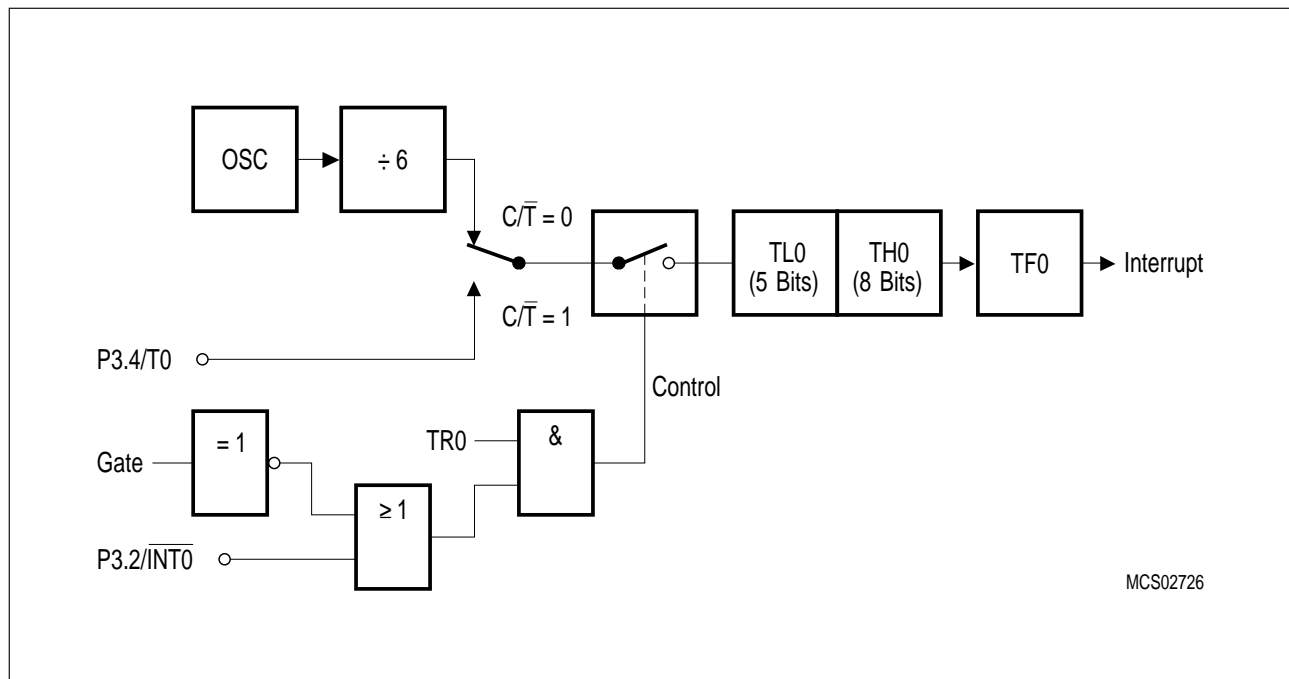 OSC
÷ 6
C/T̅ = 0
C/T̅ = 1
TL0
(5 Bits)
TH0
(8 Bits)
TF0
Interrupt
P3.4/T0
Control
Gate
= 1
TR0
&
≥ 1
P3.2/I̅N̅T̅0̅
MCS02726